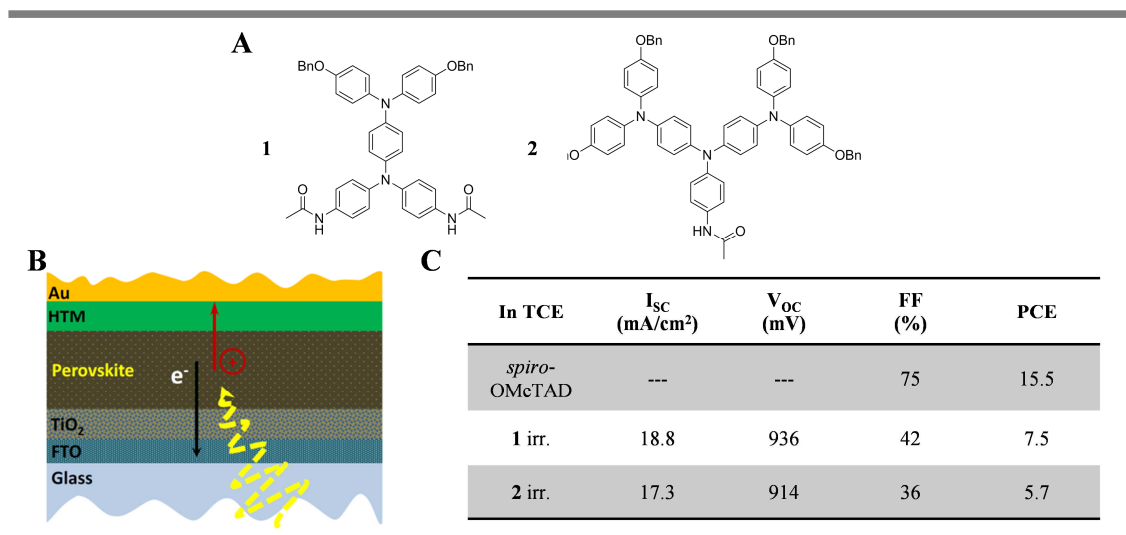 A
OBn
OBn
BnO
OBn
N
N
N
N
1
2
O
OBn
N
N
O
O
N
H
N
H
HN
O
B
C
Au
HTM
Perovskite
e-
+
TiO2
FTO
Glass
In TCE ISC (mA/cm2) VOC (mV) FF (%) PCE
spiro-OMeTAD --- --- 75 15.5
1 irr. 18.8 936 42 7.5
2 irr. 17.3 914 36 5.7